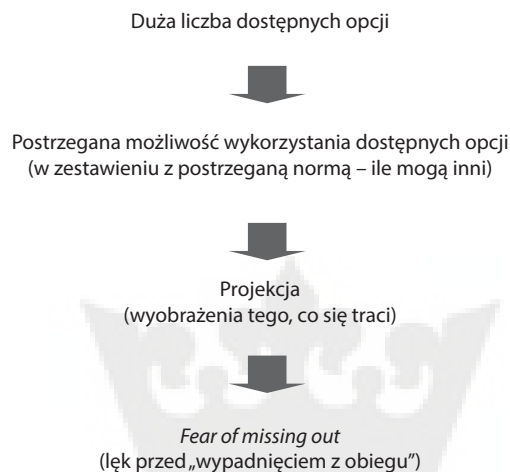 Duża liczba dostępnych opcji
Postrzegana możliwość wykorzystania dostępnych opcji
(w zestawieniu z postrzeganą normą – ile mogą inni)
Projekcja
(wyobrażenia tego, co się traci)
Fear of missing out
(lęk przed „wypadnięciem z obiegu”)